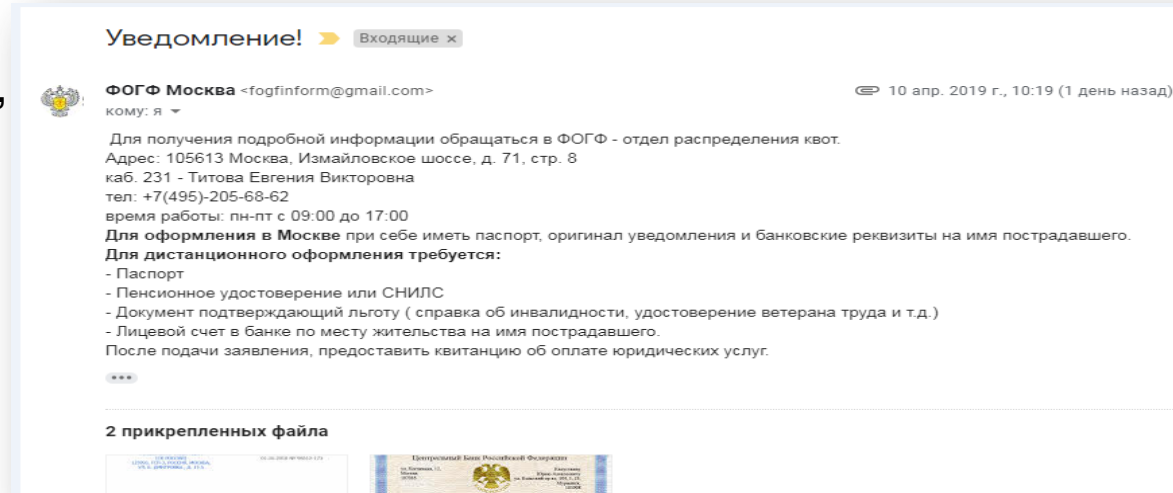 Уведомление! Входящие ×
ФОГФ Москва <fogfinform@gmail.com> 10 апр. 2019 г., 10:19 (1 день назад)
кому: я
Для получения подробной информации обращаться в ФОГФ - отдел распределения квот.
Адрес: 105613 Москва, Измайловское шоссе, д. 71, стр. 8
каб. 231 - Титова Евгения Викторовна
тел: +7(495)-205-68-62
время работы: пн-пт с 09:00 до 17:00
Для оформления в Москве при себе иметь паспорт, оригинал уведомления и банковские реквизиты на имя пострадавшего.
Для дистанционного оформления требуется:
- Паспорт
- Пенсионное удостоверение или СНИЛС
- Документ подтверждающий льготу ( справка об инвалидности, удостоверение ветерана труда и т.д.)
- Лицевой счет в банке по месту жительства на имя пострадавшего.
После подачи заявления, предоставить квитанцию об оплате юридических услуг.
2 прикрепленных файла
Центральный Банк Российской Федерации
Москва